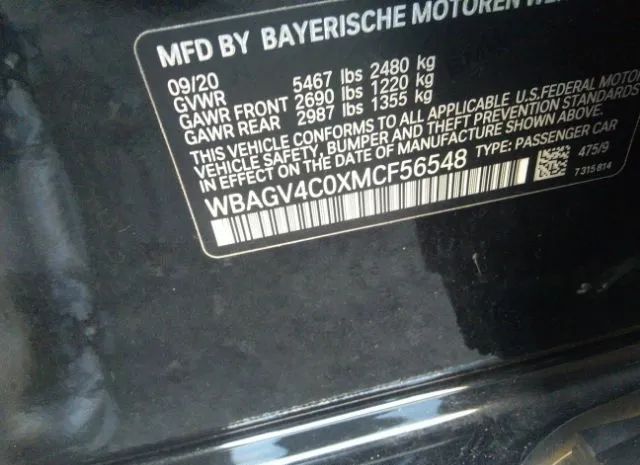 MFD BY BAYERISCHE MOTOREN
09/20
GVWR 5467 lbs 2480 kg
GAWR FRONT 2690 lbs 1220 kg
GAWR REAR 2987 lbs 1355 kg
THIS VEHICLE CONFORMS TO ALL APPLICABLE U.S.FEDERAL MOTOR
VEHICLE SAFETY, BUMPER AND THEFT PREVENTION STANDARDS
IN EFFECT ON THE DATE OF MANUFACTURE SHOWN ABOVE.
WBAGV4C0XMCF56548 TYPE: PASSENGER CAR
475/9
7315814